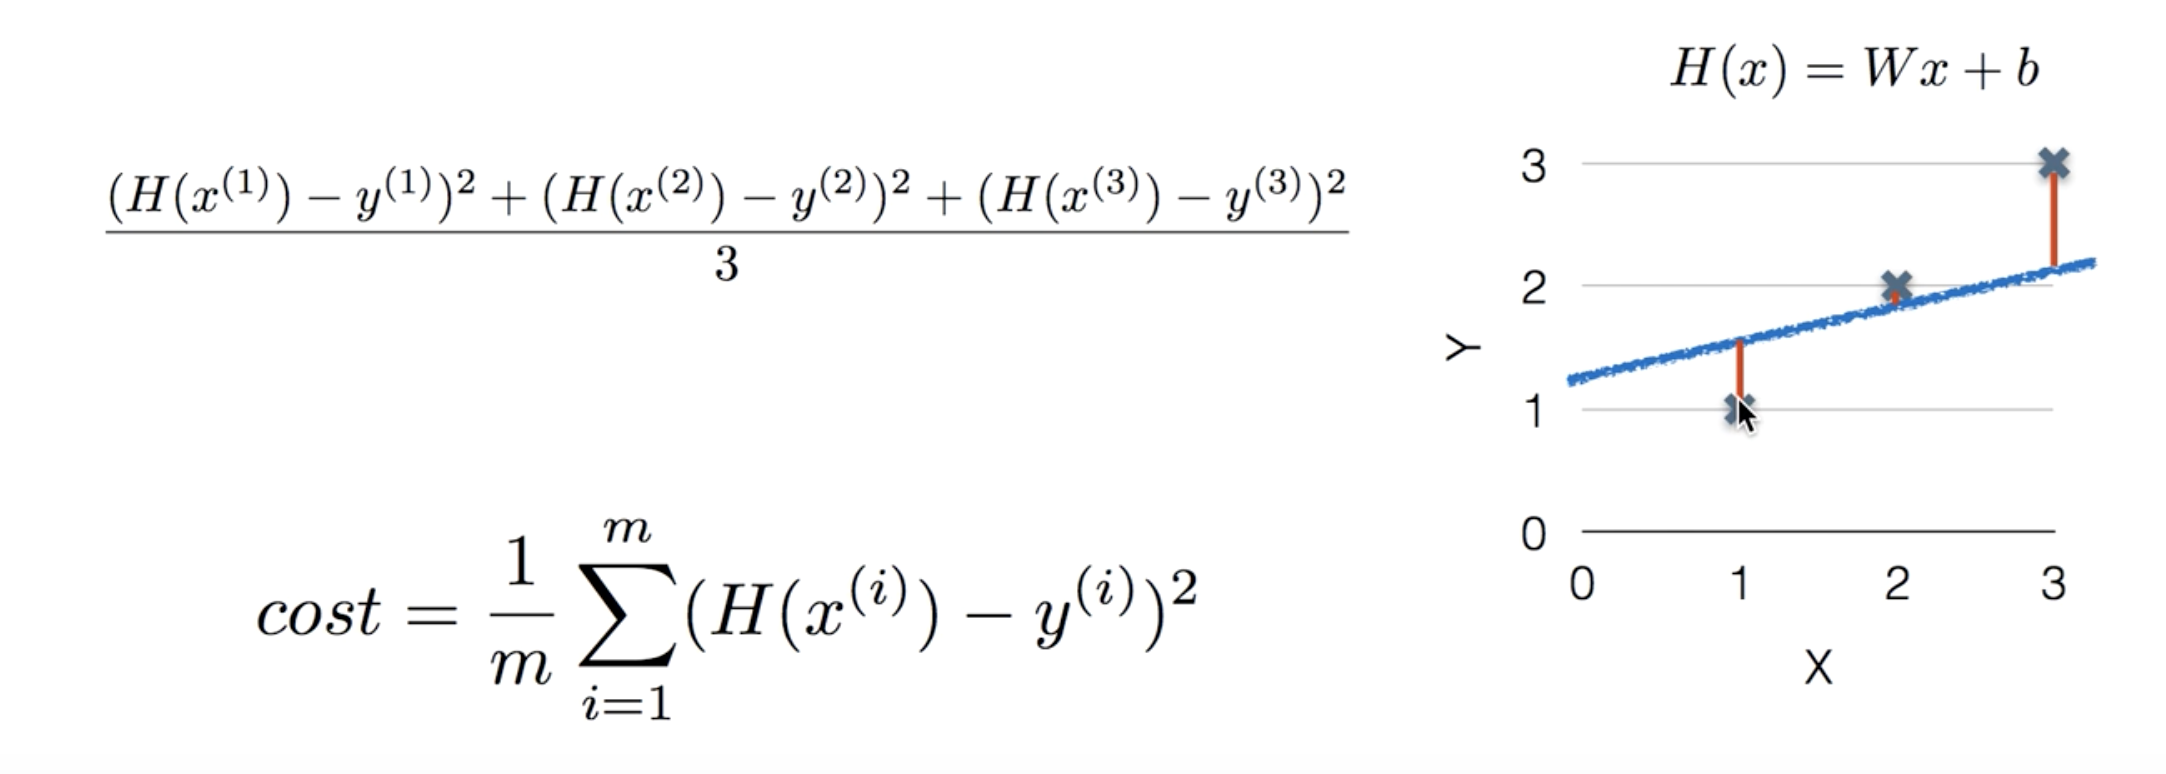 H(x) = Wx + b
(H(x^(1)) − y^(1))^2 + (H(x^(2)) − y^(2))^2 + (H(x^(3)) − y^(3))^2
3
cost = 1/m ∑_{i=1}^{m} (H(x^(i)) − y^(i))^2
3
2
Y
1
0
0 1 2 3
X